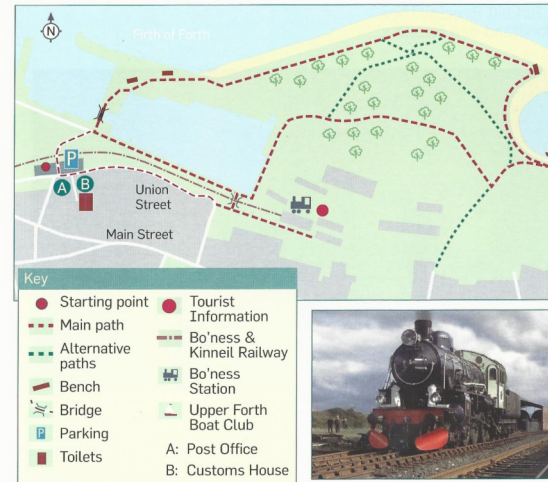 N
Firth of Forth
P
A
B
Union
Street
Main Street
Key
Starting point
Main path
Alternative
paths
Bench
Bridge
P
Parking
Toilets
Tourist
Information
Bo'ness &
Kinneil Railway
Bo'ness
Station
Upper Forth
Boat Club
A: Post Office
B: Customs House